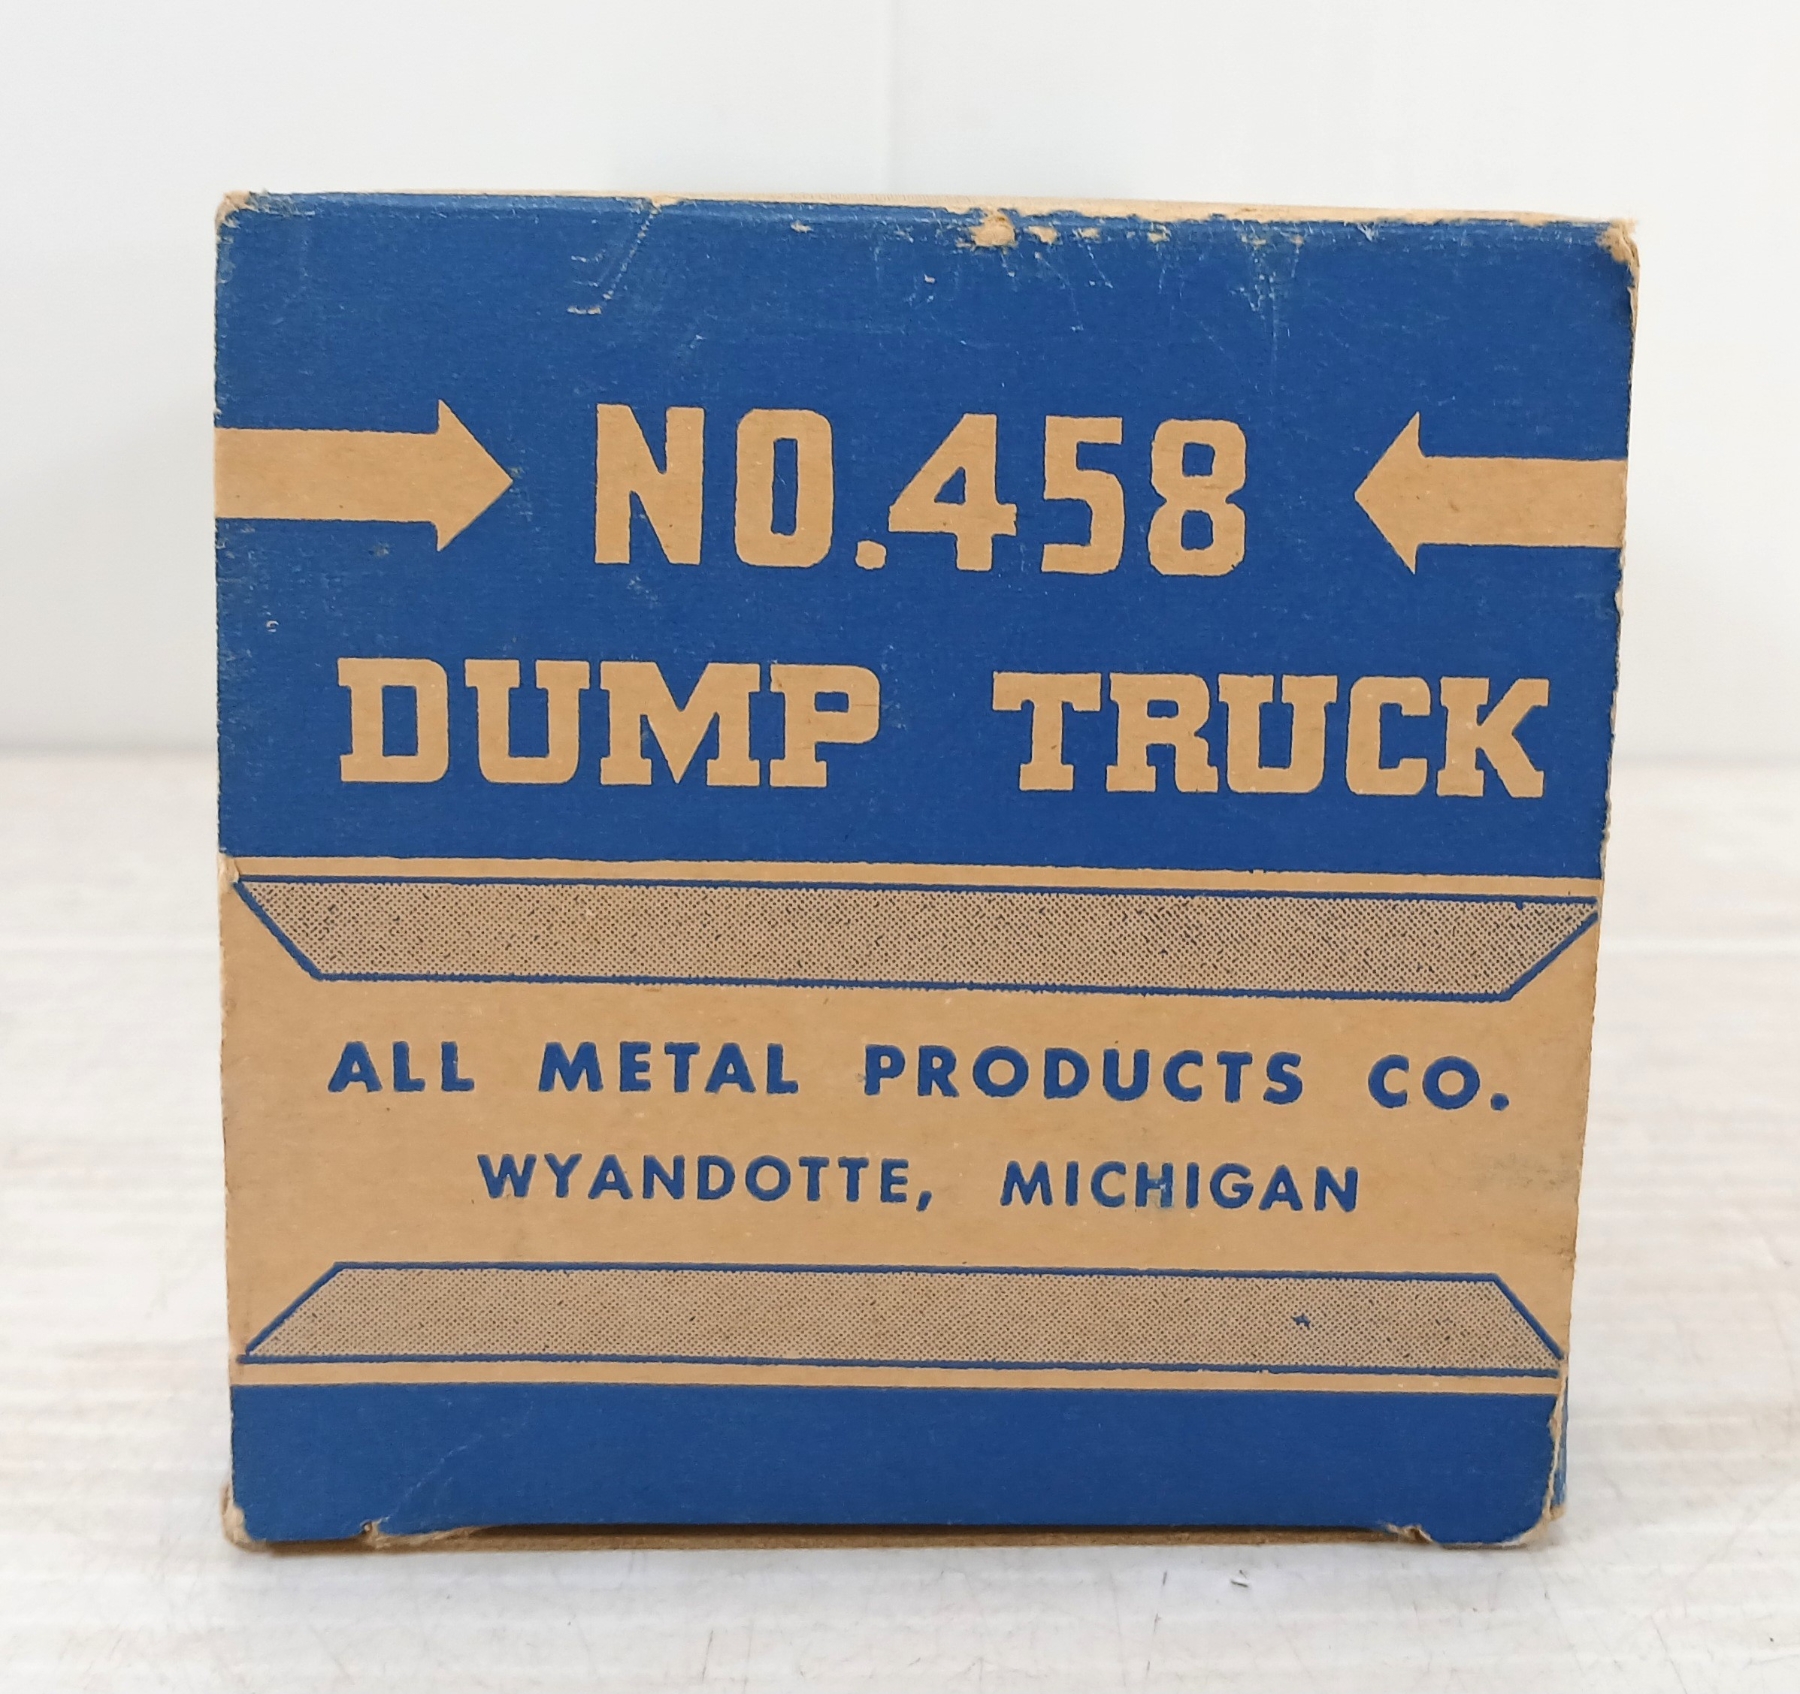 NO.458
DUMP TRUCK
ALL METAL PRODUCTS CO.
WYANDOTTE, MICHIGAN